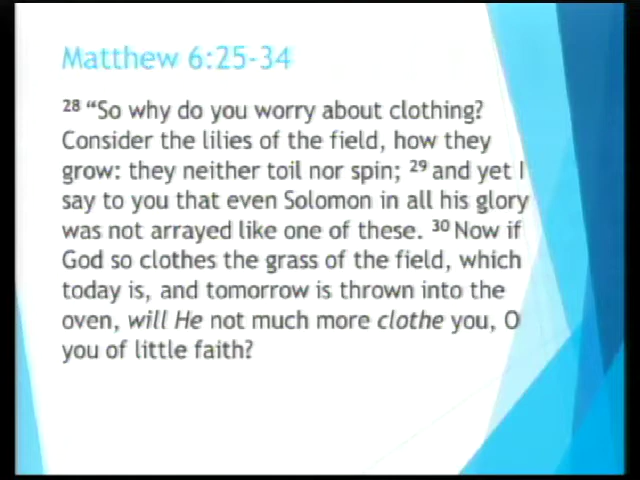 Matthew 6:25-34
28 “So why do you worry about clothing?
Consider the lilies of the field, how they
grow: they neither toil nor spin; 29 and yet I
say to you that even Solomon in all his glory
was not arrayed like one of these. 30 Now if
God so clothes the grass of the field, which
today is, and tomorrow is thrown into the
oven, will He not much more clothe you, O
you of little faith?